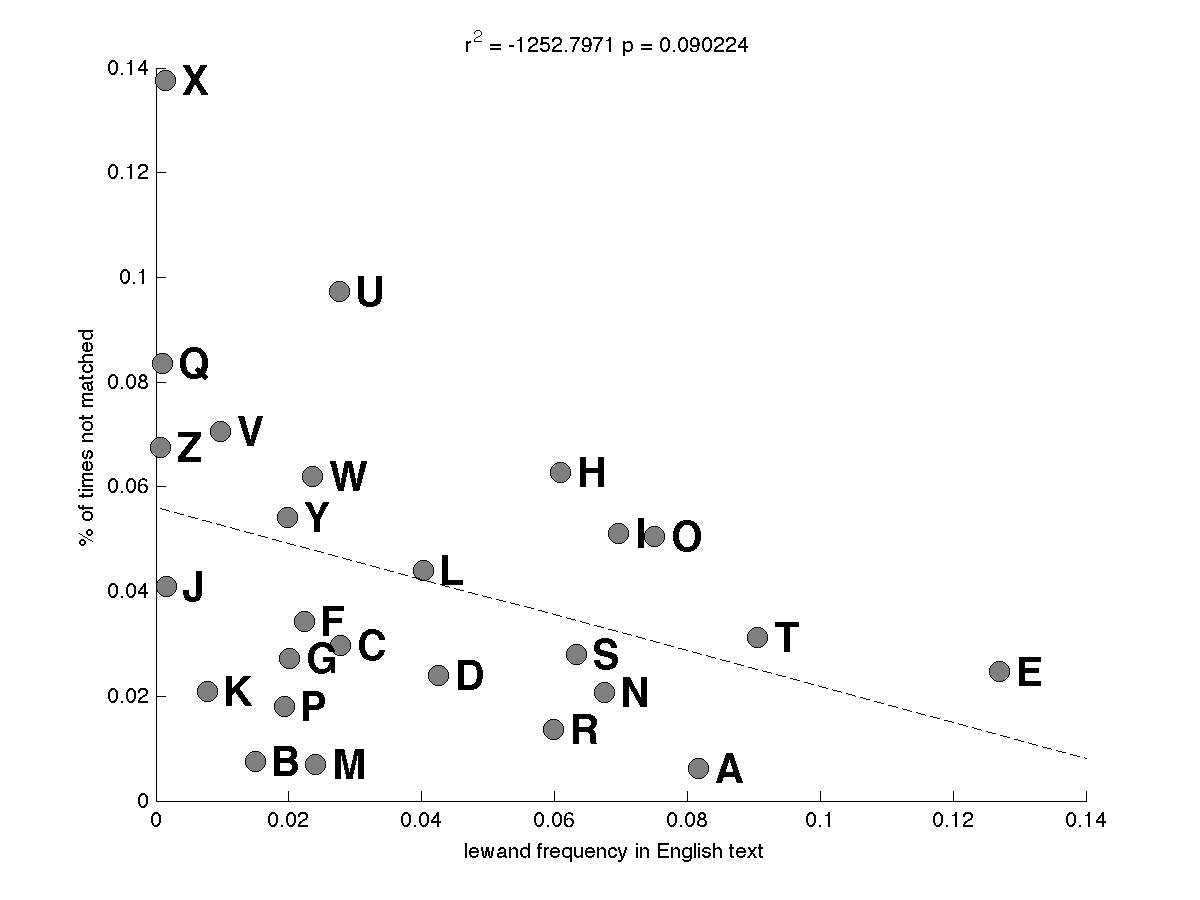 r² = -1252.7971 p = 0.090224
0.14
X
0.12
0.1
U
Q
0.08
V
Z
H
W
0.06
Y
I O
L
0.04
J
F
C
T
G
S
D
E
K
N
0.02
P
R
B M
A
0
0 0.02 0.04 0.06 0.08 0.1 0.12 0.14
% of times not matched
lewand frequency in English text